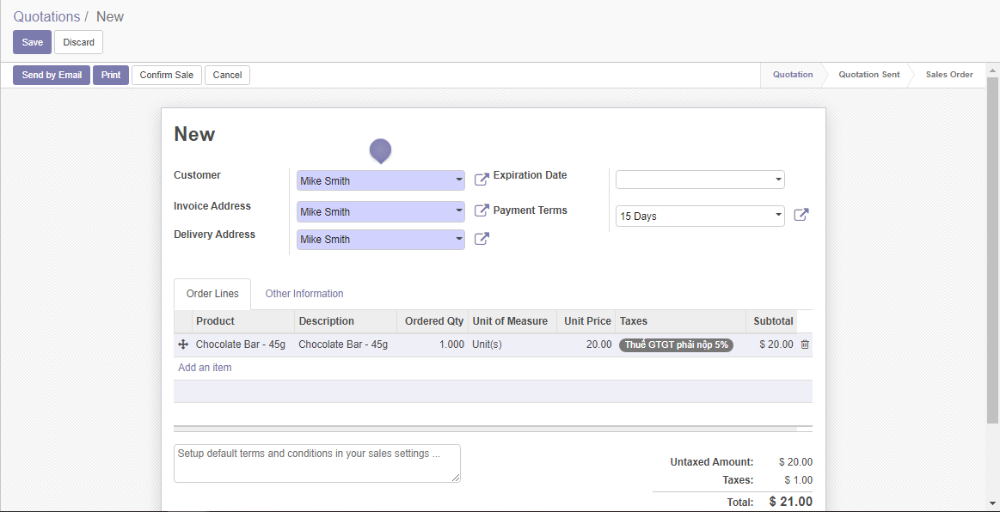 Quotations / New
Save Discard
Send by Email Print Confirm Sale Cancel Quotation Quotation Sent Sales Order
New
Customer Mike Smith Expiration Date
Invoice Address Mike Smith Payment Terms 15 Days
Delivery Address Mike Smith
Order Lines Other Information
Product Description Ordered Qty Unit of Measure Unit Price Taxes Subtotal
Chocolate Bar - 45g Chocolate Bar - 45g 1.000 Unit(s) 20.00 Thuế GTGT phải nộp 5% $ 20.00
Add an item
Setup default terms and conditions in your sales settings ...
Untaxed Amount: $ 20.00
Taxes: $ 1.00
Total: $ 21.00